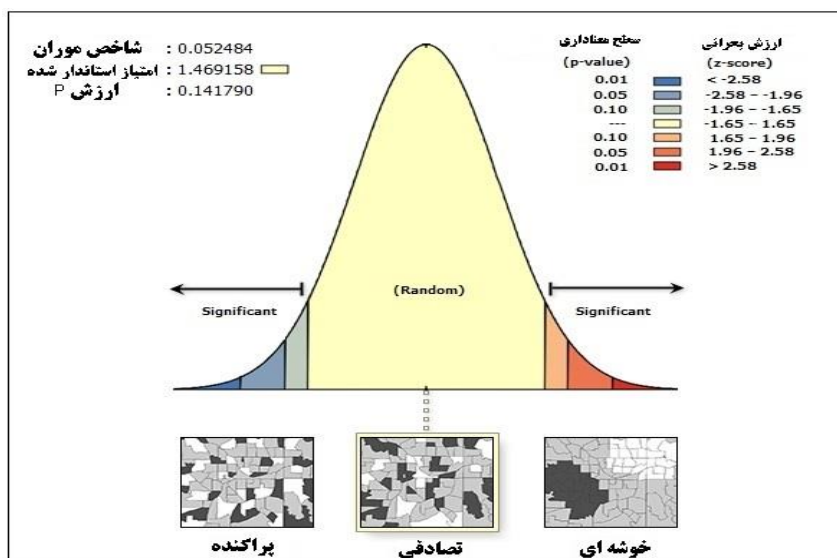 شاخص موران : 0.052484
امتیاز استاندار شده : 1.469158
ارزش P : 0.141790
سطح معناداری
(p-value)
ارزش بحرانی
(z-score)
0.01 < -2.58
0.05 -2.58 – -1.96
0.10 -1.96 – -1.65
--- -1.65 – 1.65
0.10 1.65 – 1.96
0.05 1.96 – 2.58
0.01 > 2.58
Significant
(Random)
Significant
پراکنده
تصادفی
خوشه ای